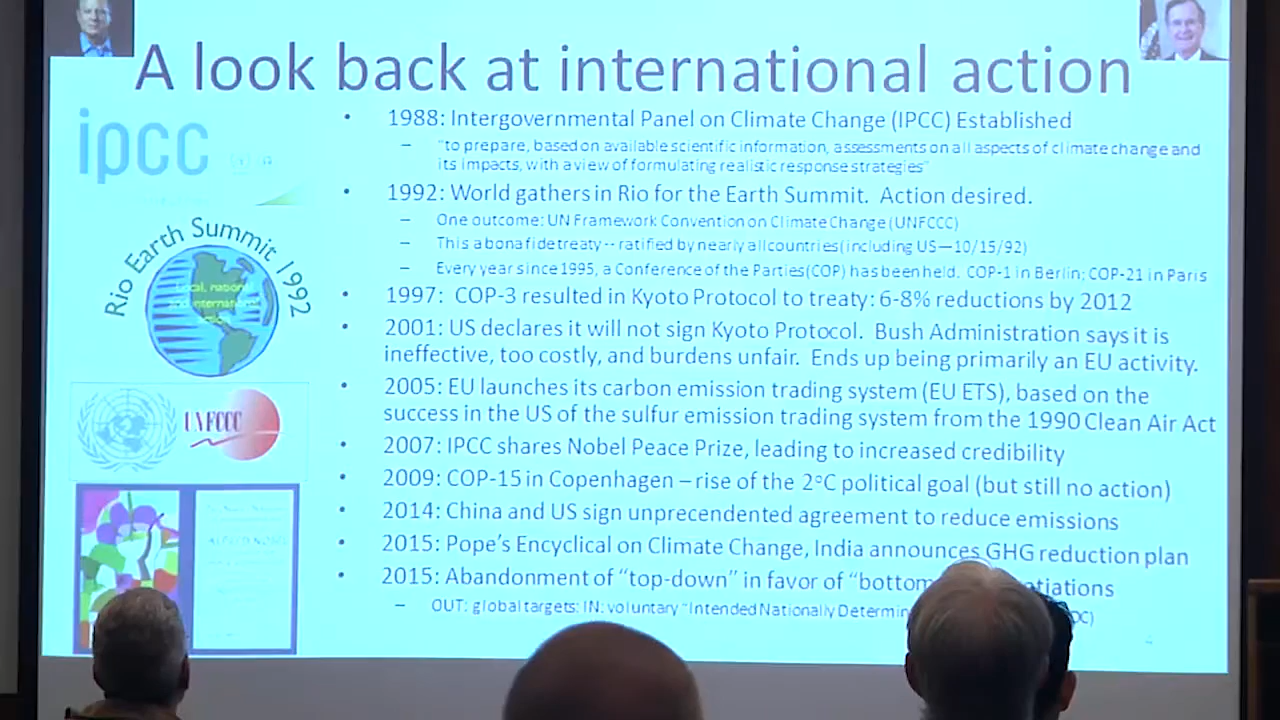 A look back at international action
ipcc
Rio Earth Summit 1992
UNFCCC
• 1988: Intergovernmental Panel on Climate Change (IPCC) Established
– "to prepare, based on available scientific information, assessments on all aspects of climate change and
its impacts, with a view of formulating realistic response strategies"
• 1992: World gathers in Rio for the Earth Summit. Action desired.
– One outcome: UN Framework Convention on Climate Change (UNFCCC)
– This a bona fide treaty -- ratified by nearly all countries (including US—10/15/92)
– Every year since 1995, a Conference of the Parties (COP) has been held. COP-1 in Berlin; COP-21 in Paris
• 1997: COP-3 resulted in Kyoto Protocol to treaty: 6-8% reductions by 2012
• 2001: US declares it will not sign Kyoto Protocol. Bush Administration says it is
ineffective, too costly, and burdens unfair. Ends up being primarily an EU activity.
• 2005: EU launches its carbon emission trading system (EU ETS), based on the
success in the US of the sulfur emission trading system from the 1990 Clean Air Act
• 2007: IPCC shares Nobel Peace Prize, leading to increased credibility
• 2009: COP-15 in Copenhagen – rise of the 2°C political goal (but still no action)
• 2014: China and US sign unprecendented agreement to reduce emissions
• 2015: Pope's Encyclical on Climate Change, India announces GHG reduction plan
• 2015: Abandonment of "top-down" in favor of "bottom
– OUT: global targets: IN: voluntary "Intended Nationally